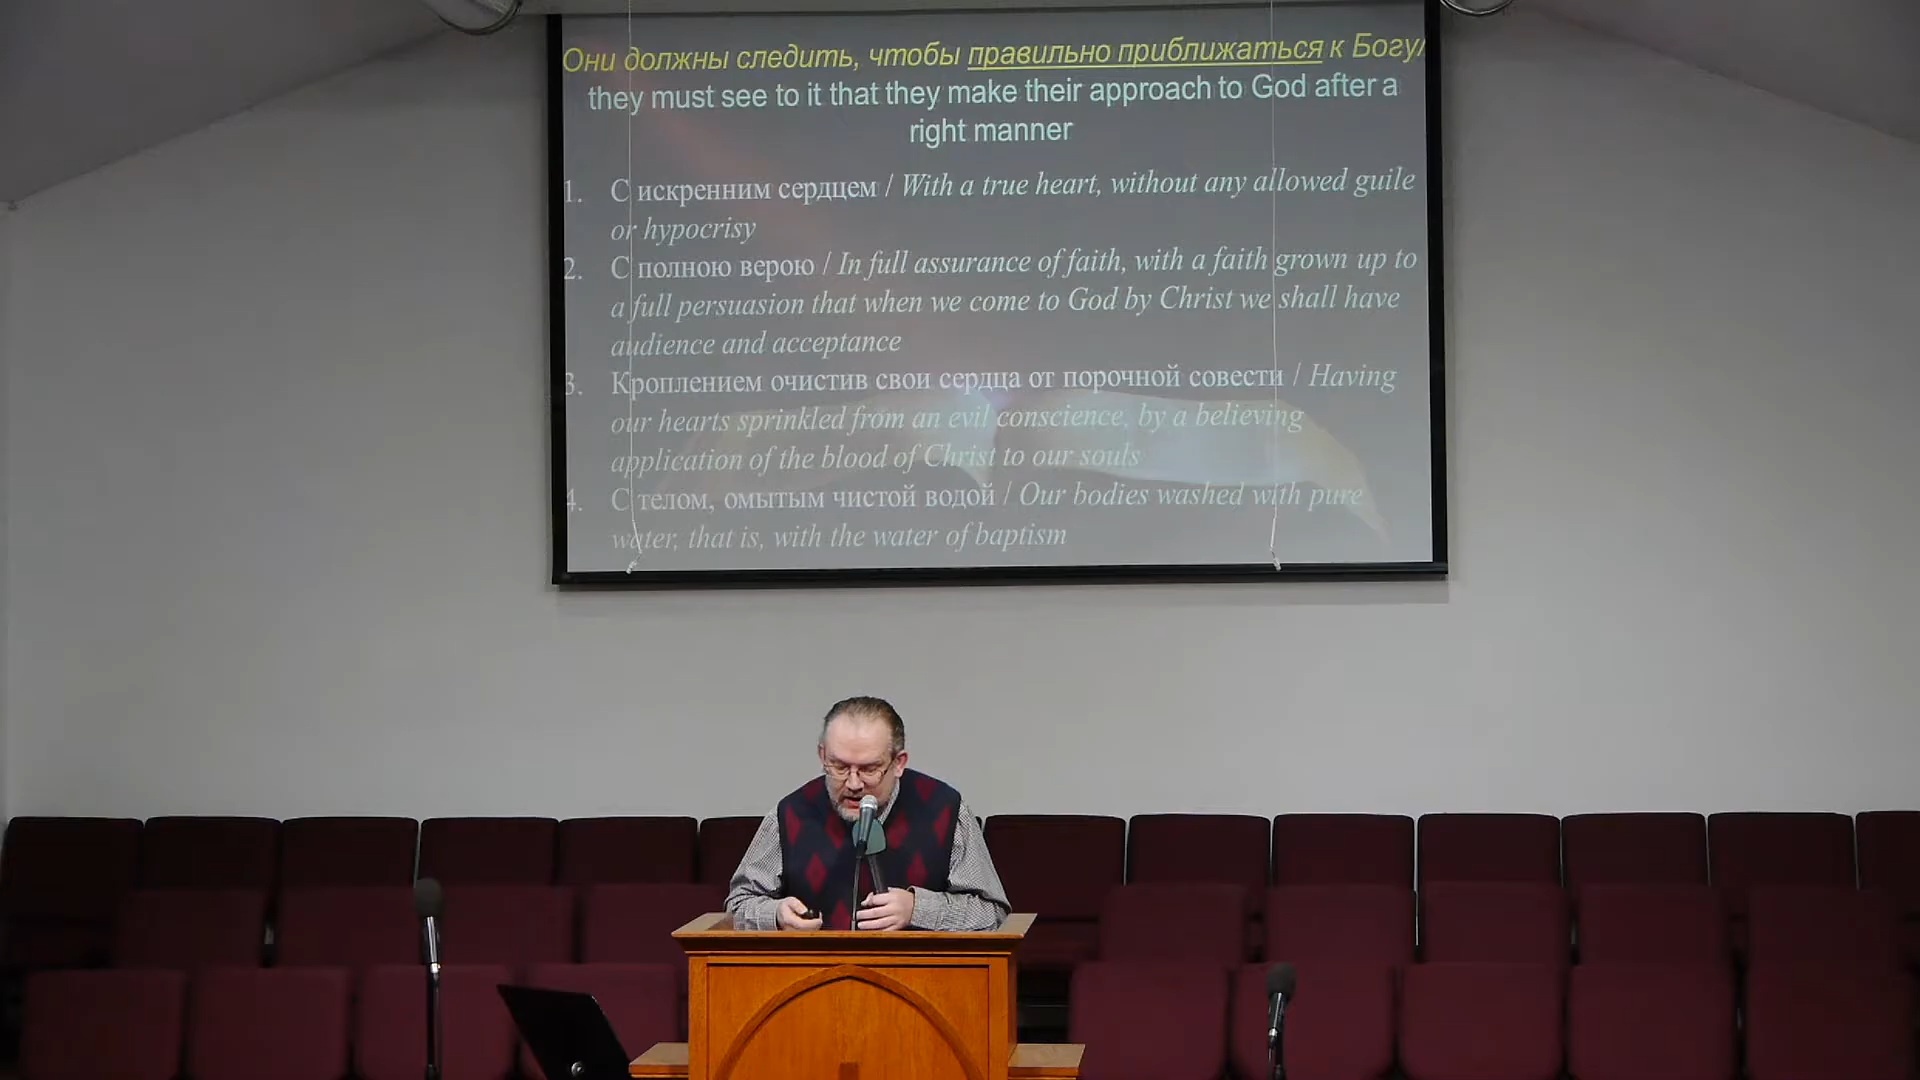 Они должны следить, чтобы правильно приближаться к Богу/
they must see to it that they make their approach to God after a
right manner
1. С искренним сердцем / With a true heart, without any allowed guile
or hypocrisy
2. С полною верою / In full assurance of faith, with a faith grown up to
a full persuasion that when we come to God by Christ we shall have
audience and acceptance
3. Кроплением очистив свои сердца от порочной совести / Having
our hearts sprinkled from an evil conscience, by a believing
application of the blood of Christ to our souls
4. С телом, омытым чистой водой / Our bodies washed with pure
water, that is, with the water of baptism